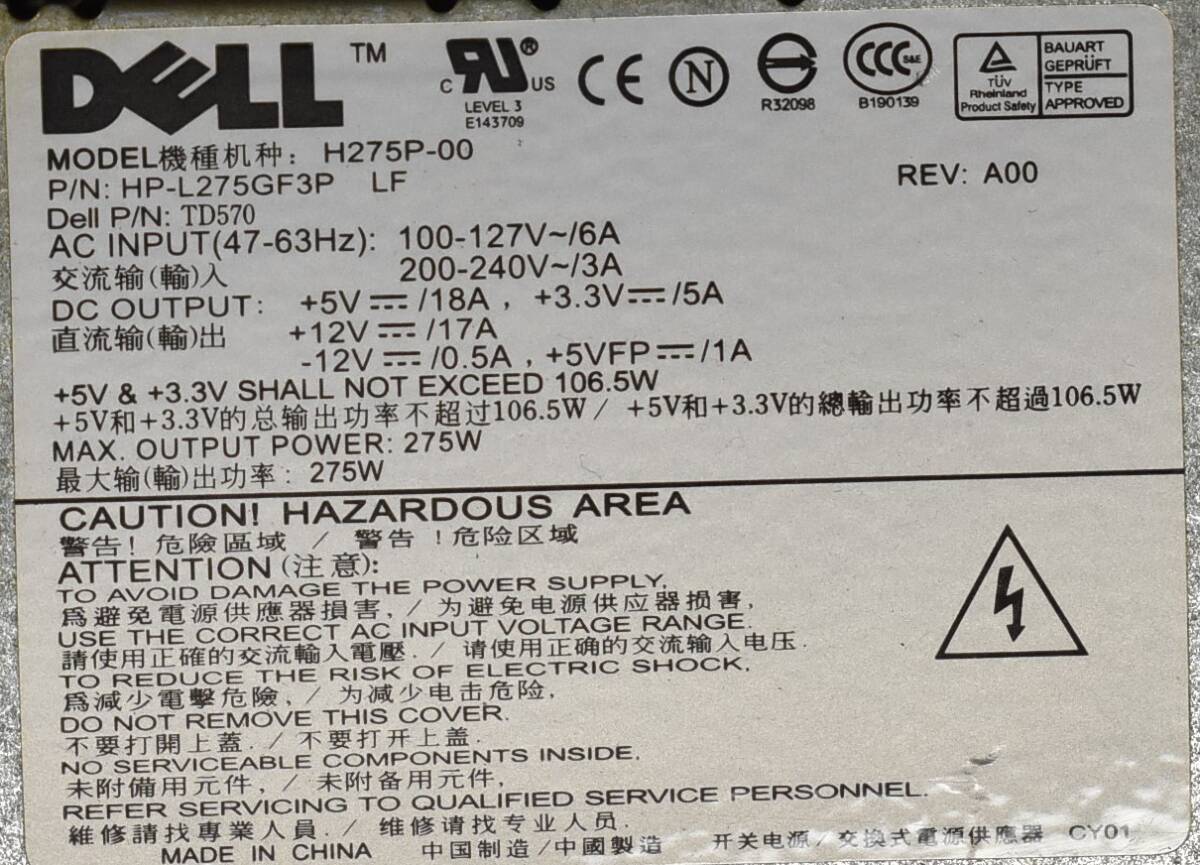 DELL™
c RU® US
LEVEL 3
E143709
CE
N
R32098
CCC S&E
B190139
TÜV
Rheinland
Product Safety
BAUART
GEPRÜFT
TYPE
APPROVED
MODEL機種机种: H275P-00
P/N: HP-L275GF3P LF
REV: A00
Dell P/N: TD570
AC INPUT(47-63Hz): 100-127V~/6A
交流输(輸)入 200-240V~/3A
DC OUTPUT: +5V⎓/18A , +3.3V⎓/5A
直流输(輸)出 +12V⎓/17A
-12V⎓/0.5A , +5VFP⎓/1A
+5V & +3.3V SHALL NOT EXCEED 106.5W
+5V和+3.3V的总输出功率不超过106.5W / +5V和+3.3V的總輸出功率不超過106.5W
MAX. OUTPUT POWER: 275W
最大输(輸)出功率: 275W
CAUTION! HAZARDOUS AREA
警告! 危險區域 / 警告 ! 危险区域
ATTENTION(注意):
TO AVOID DAMAGE THE POWER SUPPLY,
爲避免電源供應器損害, / 为避免电源供应器损害,
USE THE CORRECT AC INPUT VOLTAGE RANGE.
請使用正確的交流輸入電壓. / 请使用正确的交流输入电压.
TO REDUCE THE RISK OF ELECTRIC SHOCK,
爲減少電擊危險, / 为减少电击危险,
DO NOT REMOVE THIS COVER.
不要打開上蓋. / 不要打开上盖.
NO SERVICEABLE COMPONENTS INSIDE,
未附備用元件, / 未附备用元件,
REFER SERVICING TO QUALIFIED SERVICE PERSONNEL.
維修請找專業人員. / 维修请找专业人员.
MADE IN CHINA 中国制造/中國製造 开关电源/交換式電源供應器 CY01